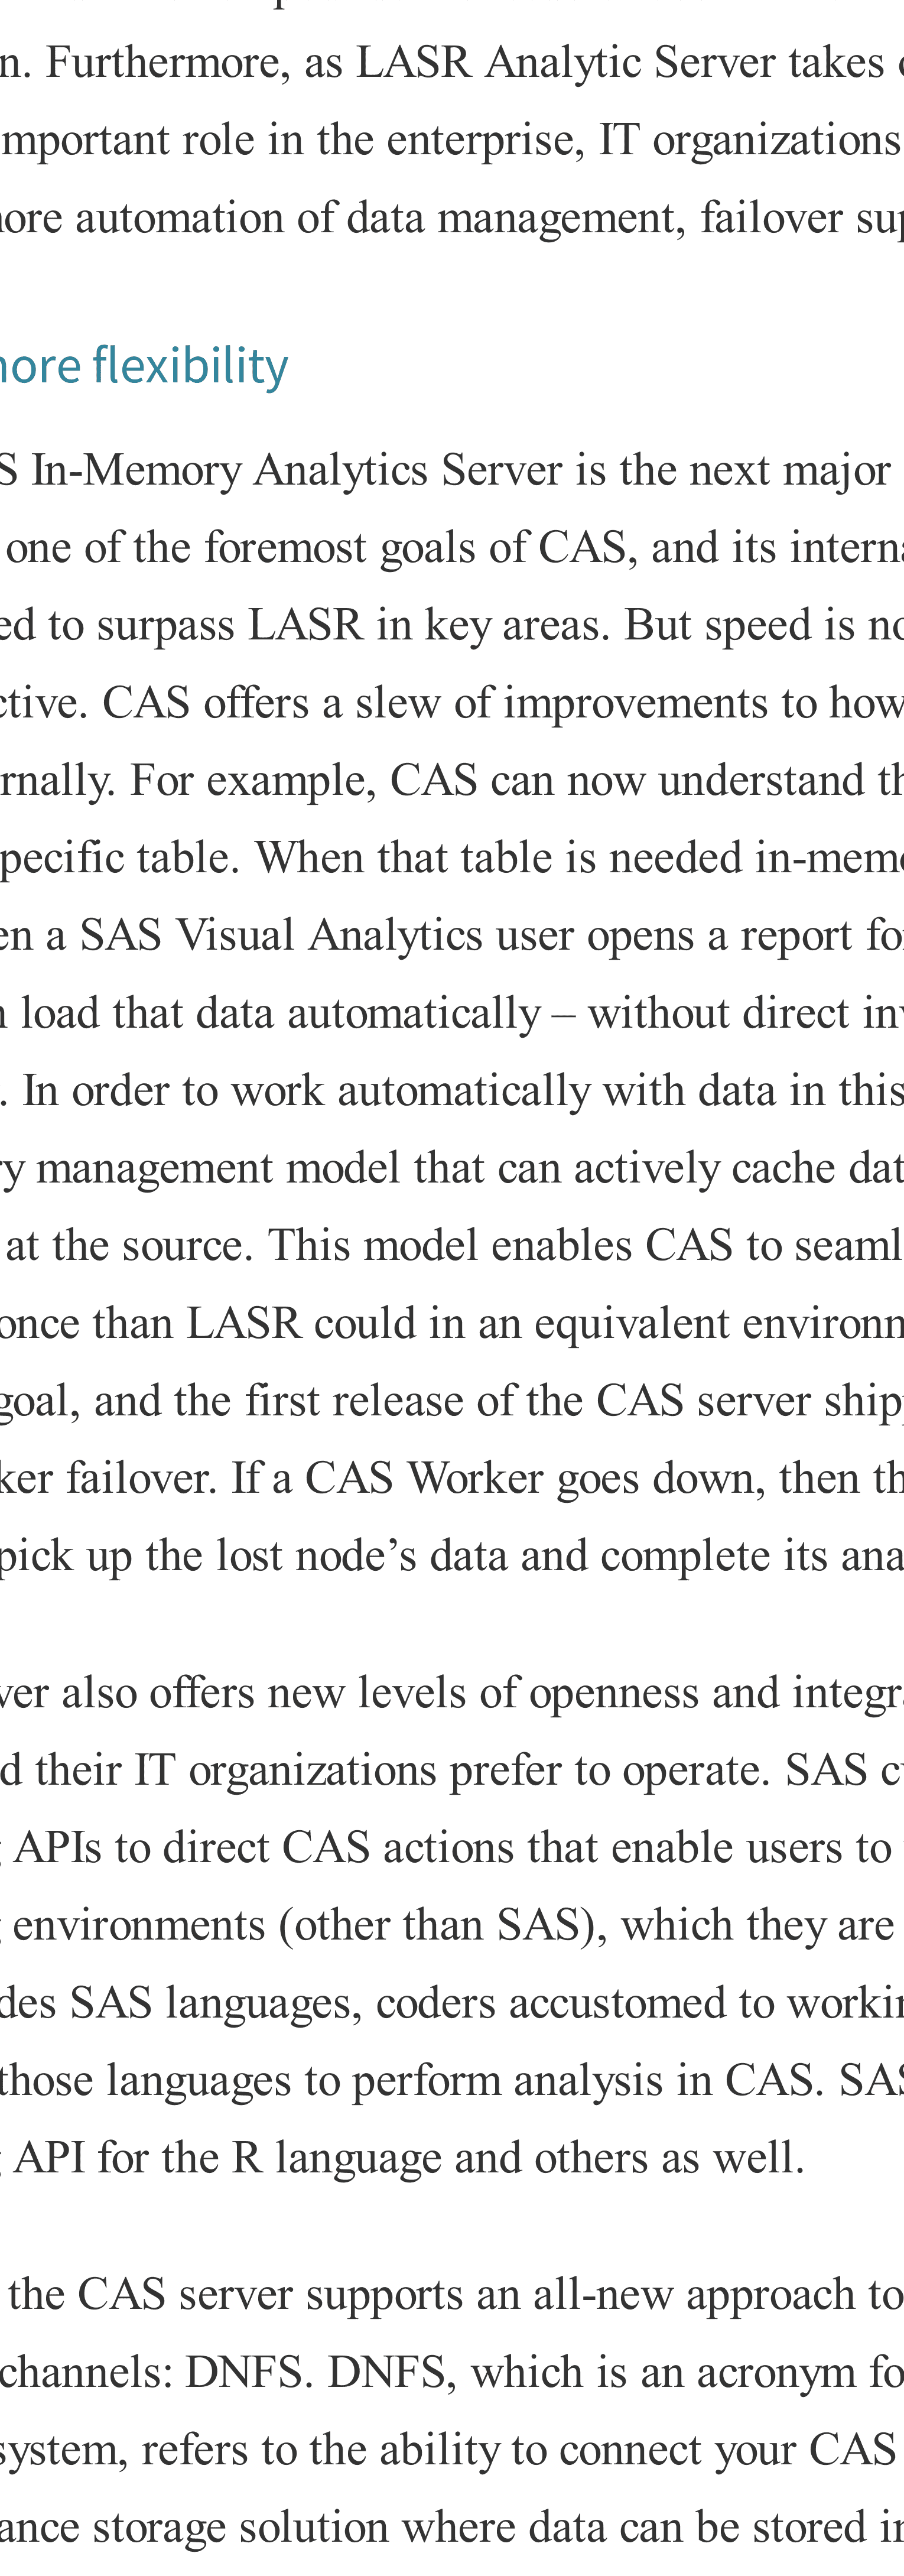 n. Furthermore, as LASR Analytic Server takes
mportant role in the enterprise, IT organizations
ore automation of data management, failover sup
ore flexibility
S In-Memory Analytics Server is the next major
one of the foremost goals of CAS, and its interna
ed to surpass LASR in key areas. But speed is no
ctive. CAS offers a slew of improvements to how
rnally. For example, CAS can now understand th
pecific table. When that table is needed in-memo
en a SAS Visual Analytics user opens a report for
load that data automatically – without direct inv
. In order to work automatically with data in this
ry management model that can actively cache dat
at the source. This model enables CAS to seaml
once than LASR could in an equivalent environm
goal, and the first release of the CAS server shipp
ker failover. If a CAS Worker goes down, then th
pick up the lost node’s data and complete its ana
ver also offers new levels of openness and integra
d their IT organizations prefer to operate. SAS cu
APIs to direct CAS actions that enable users to
environments (other than SAS), which they are
des SAS languages, coders accustomed to workin
those languages to perform analysis in CAS. SAS
API for the R language and others as well.
the CAS server supports an all-new approach to
channels: DNFS. DNFS, which is an acronym fo
system, refers to the ability to connect your CAS
ance storage solution where data can be stored in